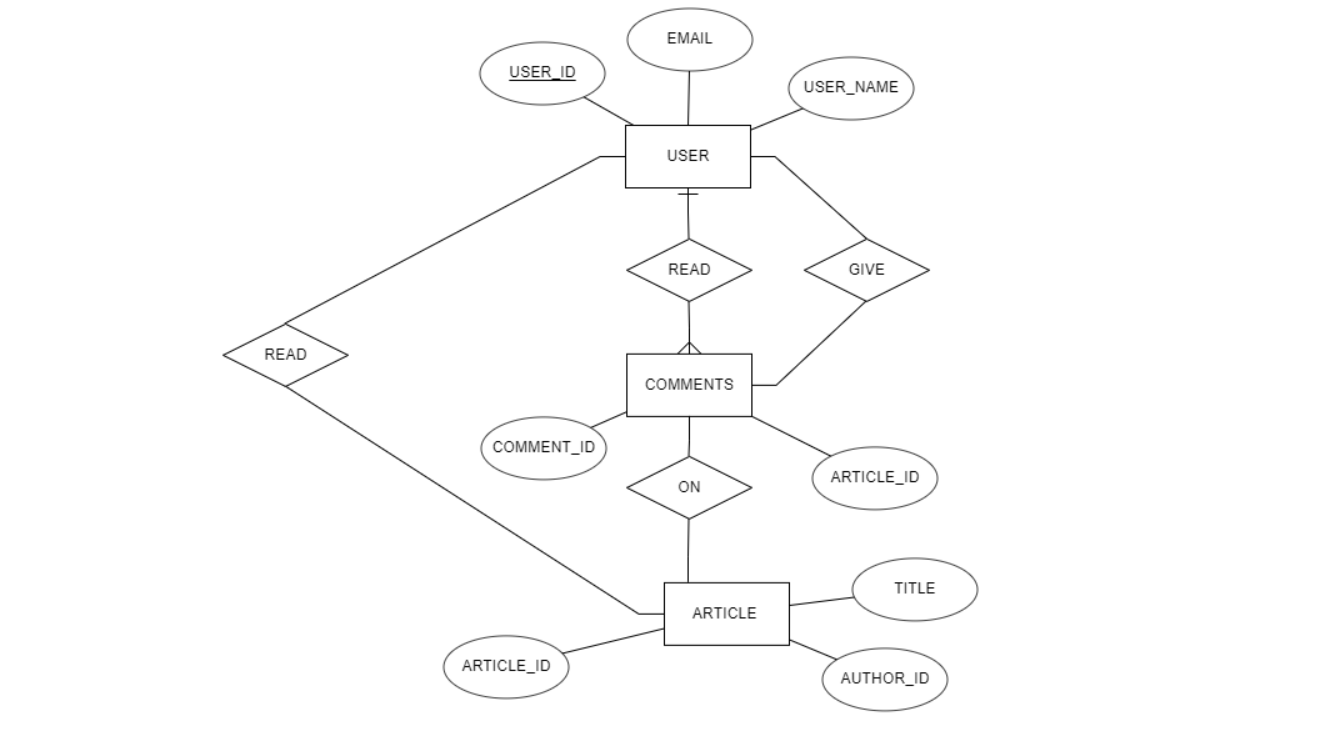 EMAIL
USER_ID
USER_NAME
USER
READ
GIVE
READ
COMMENTS
COMMENT_ID
ARTICLE_ID
ON
TITLE
ARTICLE
ARTICLE_ID
AUTHOR_ID